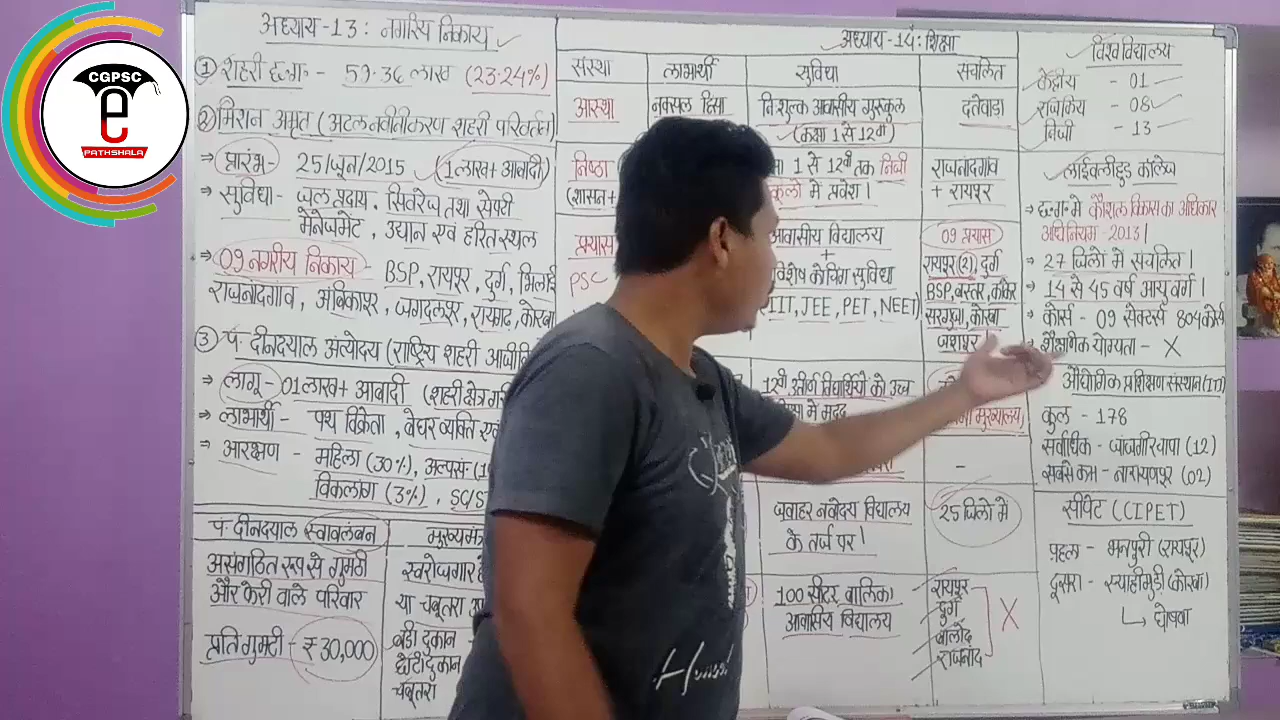 CGPSC
e
PATHSHALA
अध्याय-13: नगरिय निकाय
① शहरी छ.ग. - 59.36 लाख (23.24%)
② मिशन अमृत (अटल नवीनीकरण शहरी परिवर्तन)
⇒ प्रारंभ - 25/जून/2015 (1 लाख+ आबादी)
⇒ सुविधा - जल प्रदाय, सिवरेज तथा सेप्टी
मैनेजमेंट, उद्यान एवं हरित स्थल
⇒ 09 नगरीय निकाय - BSP, रायपुर, दुर्ग, भिलाई
राजनांदगांव, अंबिकापुर, जगदलपुर, रायगढ़, कोरबा
③ पं. दीनदयाल अंत्योदय (राष्ट्रिय शहरी आजीवि
⇒ लागू - 01 लाख+ आबादी (शहरी क्षेत्र
⇒ लाभार्थी - पथ विक्रेता, बेघर व्यक्ति एवं
⇒ आरक्षण - महिला (30%), अल्पसं.
विकलांग (3%), SC/S
पं. दीनदयाल स्वावलंबन
असंगठित रूप से गुमठी
और फेरी वाले परिवार
प्रति गुमटी - ₹30,000
मुख्यमं
स्वरोजगार
या चबूतरा
बड़ी दुकान
छोटी दुकान
चबूतरा
अध्याय-14: शिक्षा
संस्था लाभार्थी सुविधा संचलित
आस्था नक्सल हिंसा नि:शुल्क आवासीय गुरुकुल दंतेवाड़ा
(कक्षा 1 से 12वीं)
निष्ठा 1 से 12वीं तक निजी राजनांदगांव
(शासन+ में प्रवेश। + रायपुर
प्रयास आवासीय विद्यालय 09 प्रयास
PSC + रायपुर (2), दुर्ग
विशेष कोचिंग सुविधा BSP, बस्तर, कांकेर
IIT, JEE, PET, NEET) सरगुजा, कोरबा
जशपुर
12वीं उत्तीर्ण विद्यार्थियों को उच्च
में मदद मुख्यालय
-
जवाहर नवोदय विद्यालय 25 जिलों में
के तर्ज पर।
100 सीटर बालिका रायपुर
आवासिय विद्यालय दुर्ग
बालोद
राजनांद
X
विश्वविद्यालय
केंद्रीय - 01
राजकिय - 08
निजी - 13
लाईवलीहुड कॉलेज
⇒ छ.ग. में कौशल विकास का अधिकार
अधिनियम - 2013।
⇒ 27 जिलों में संचलित।
⇒ 14 से 45 वर्ष आयु वर्ग।
⇒ कोर्स - 09 सेक्टर्स 804 कोर्स
⇒ शैक्षणिक योग्यता - X
औद्योगिक प्रशिक्षण संस्थान (ITI)
कुल - 178
सर्वाधिक - जांजगीर चांपा (12)
सबसे कम - नारायणपुर (02)
सीपेट (CIPET)
पहला - भनपुरी (रायपुर)
दूसरा - स्याहीमुड़ी (कोरबा)
↳ घोषणा